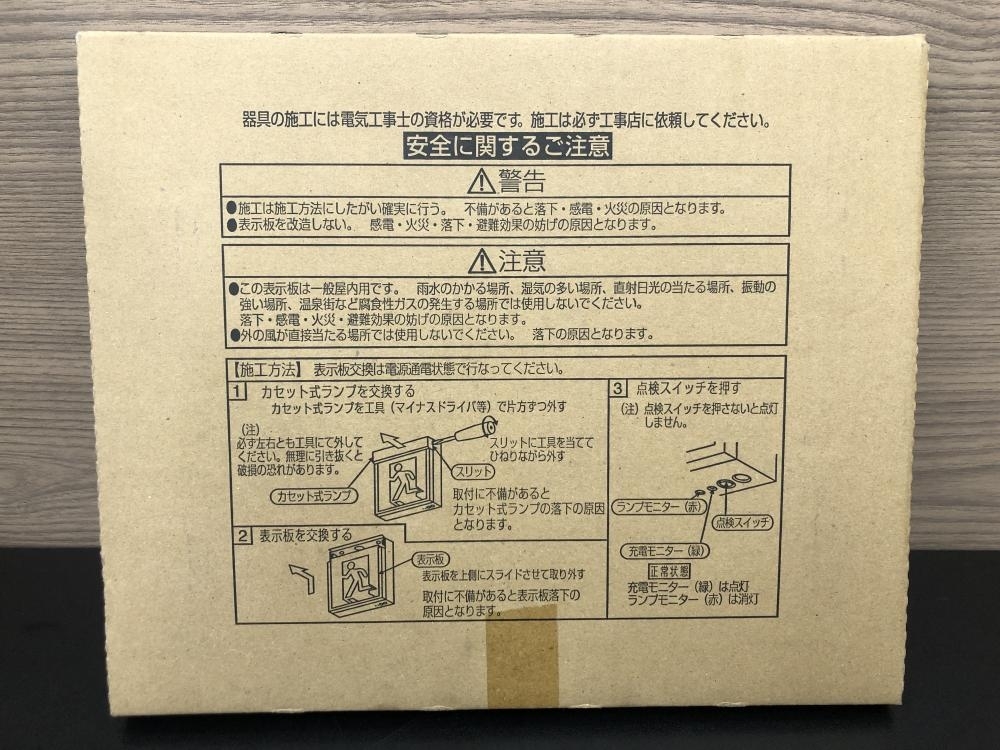 器具の施工には電気工事士の資格が必要です。施工は必ず工事店に依頼してください。
安全に関するご注意
⚠警告
●施工は施工方法にしたがい確実に行う。 不備があると落下・感電・火災の原因となります。
●表示板を改造しない。 感電・火災・落下・避難効果の妨げの原因となります。
⚠注意
●この表示板は一般屋内用です。 雨水のかかる場所、湿気の多い場所、直射日光の当たる場所、振動の
強い場所、温泉街など腐食性ガスの発生する場所では使用しないでください。
落下・感電・火災・避難効果の妨げの原因となります。
●外の風が直接当たる場所では使用しないでください。 落下の原因となります。
【施工方法】 表示板交換は電源通電状態で行なってください。
1 カセット式ランプを交換する
カセット式ランプを工具（マイナスドライバ等）で片方ずつ外す
（注）
必ず左右とも工具にて外して
ください。無理に引き抜くと
破損の恐れがあります。
スリットに工具を当てて
ひねりながら外す
スリット
カセット式ランプ
取付に不備があると
カセット式ランプの落下の原因
となります。
2 表示板を交換する
表示板
表示板を上側にスライドさせて取り外す
取付に不備があると表示板落下の
原因となります。
3 点検スイッチを押す
（注）点検スイッチを押さないと点灯
しません。
ランプモニター（赤）
点検スイッチ
充電モニター（緑）
正常状態
充電モニター（緑）は点灯
ランプモニター（赤）は消灯